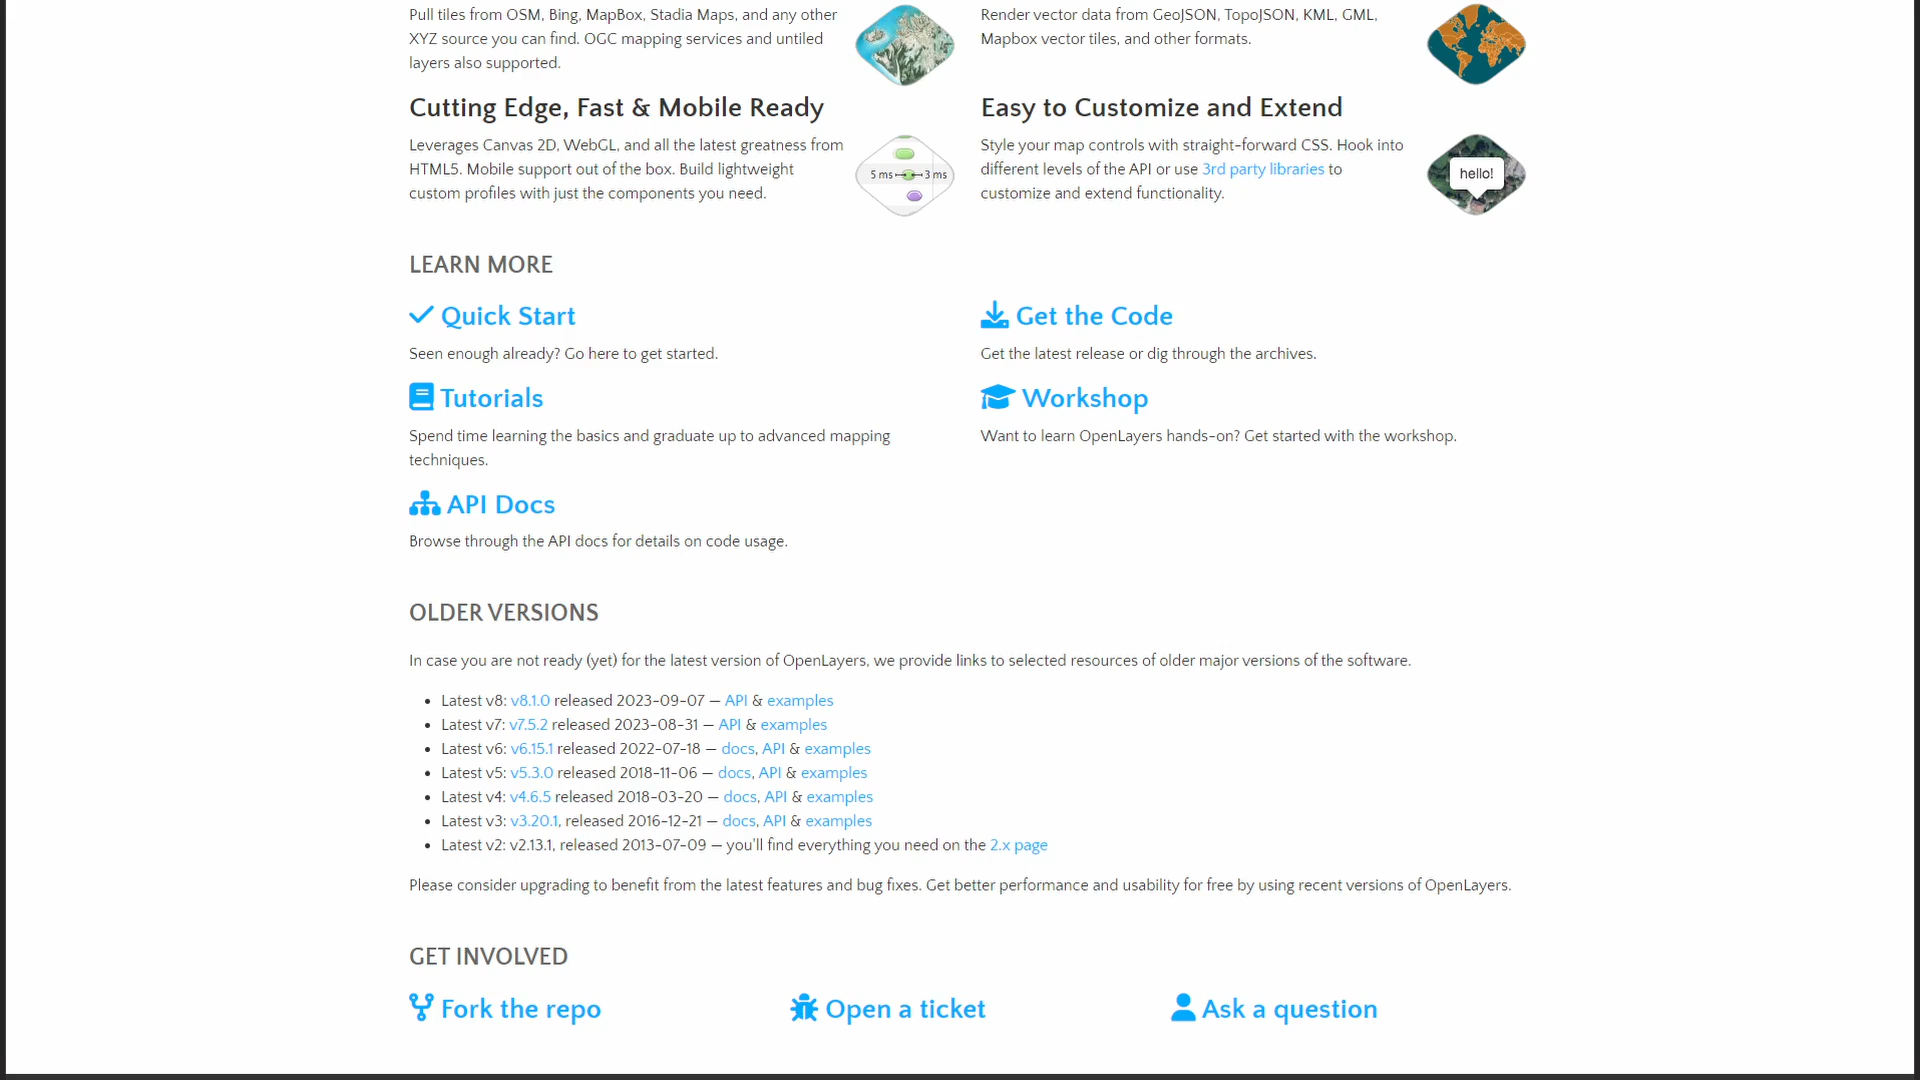 Pull tiles from OSM, Bing, MapBox, Stadia Maps, and any other
XYZ source you can find. OGC mapping services and untiled
layers also supported.
Render vector data from GeoJSON, TopoJSON, KML, GML,
Mapbox vector tiles, and other formats.
Cutting Edge, Fast & Mobile Ready
Leverages Canvas 2D, WebGL, and all the latest greatness from
HTML5. Mobile support out of the box. Build lightweight
custom profiles with just the components you need.
5 ms 3 ms
Easy to Customize and Extend
Style your map controls with straight-forward CSS. Hook into
different levels of the API or use 3rd party libraries to
customize and extend functionality.
hello!
LEARN MORE
Quick Start
Seen enough already? Go here to get started.
Get the Code
Get the latest release or dig through the archives.
Tutorials
Spend time learning the basics and graduate up to advanced mapping
techniques.
Workshop
Want to learn OpenLayers hands-on? Get started with the workshop.
API Docs
Browse through the API docs for details on code usage.
OLDER VERSIONS
In case you are not ready (yet) for the latest version of OpenLayers, we provide links to selected resources of older major versions of the software.
• Latest v8: v8.1.0 released 2023-09-07 — API & examples
• Latest v7: v7.5.2 released 2023-08-31 — API & examples
• Latest v6: v6.15.1 released 2022-07-18 — docs, API & examples
• Latest v5: v5.3.0 released 2018-11-06 — docs, API & examples
• Latest v4: v4.6.5 released 2018-03-20 — docs, API & examples
• Latest v3: v3.20.1, released 2016-12-21 — docs, API & examples
• Latest v2: v2.13.1, released 2013-07-09 — you'll find everything you need on the 2.x page
Please consider upgrading to benefit from the latest features and bug fixes. Get better performance and usability for free by using recent versions of OpenLayers.
GET INVOLVED
Fork the repo
Open a ticket
Ask a question